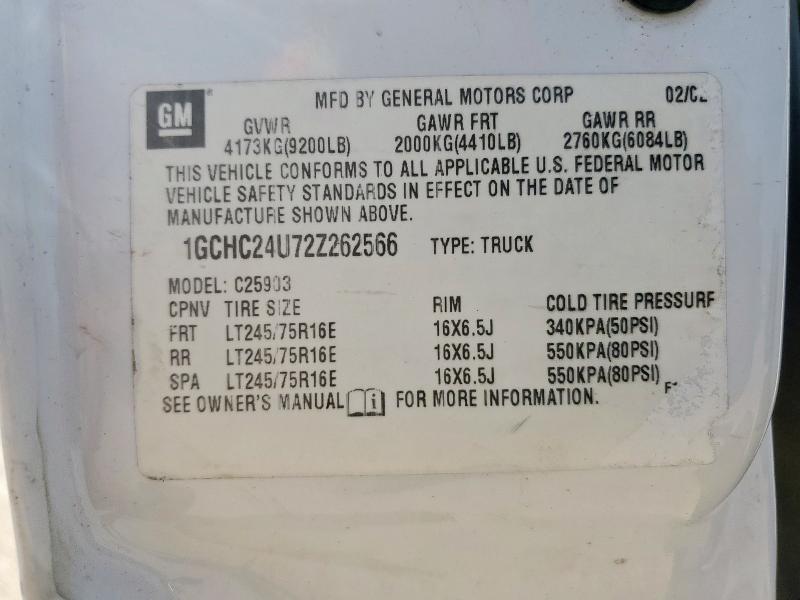 GM
MFD BY GENERAL MOTORS CORP
GVWR GAWR FRT GAWR RR
4173KG(9200LB) 2000KG(4410LB) 2760KG(6084LB)
THIS VEHICLE CONFORMS TO ALL APPLICABLE U.S. FEDERAL MOTOR
VEHICLE SAFETY STANDARDS IN EFFECT ON THE DATE OF
MANUFACTURE SHOWN ABOVE.
1GCHC24U72Z262566 TYPE: TRUCK
MODEL: C25903
CPNV TIRE SIZE RIM COLD TIRE PRESSURE
FRT LT245/75R16E 16X6.5J 340KPA(50PSI)
RR LT245/75R16E 16X6.5J 550KPA(80PSI)
SPA LT245/75R16E 16X6.5J 550KPA(80PSI)
SEE OWNER'S MANUAL i FOR MORE INFORMATION.